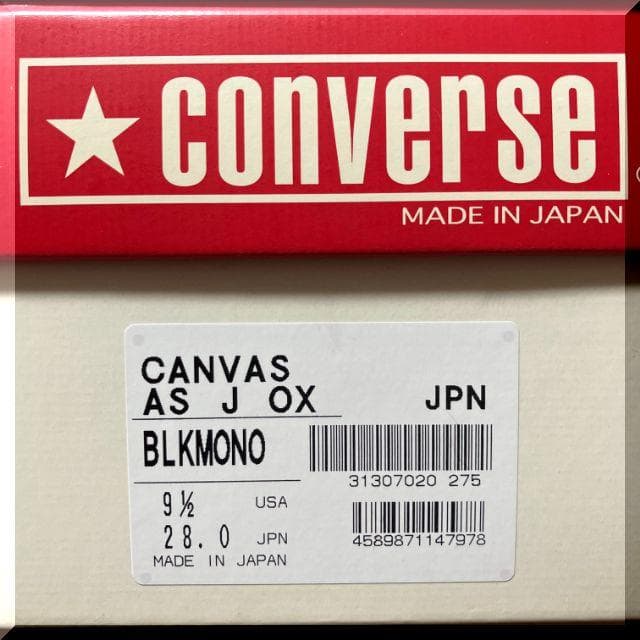 converse
MADE IN JAPAN
CANVAS
AS J OX JPN
BLKMONO
31307020 275
9½ USA
28.0 JPN
4589871147978
MADE IN JAPAN